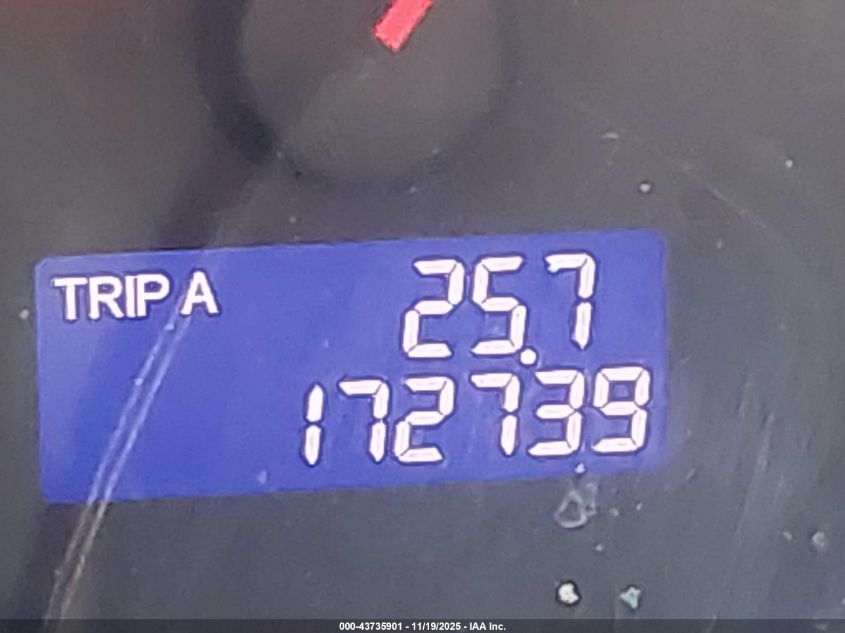 TRIP A 25.7
172739
000-43735901 - 11/19/2025 - IAA Inc.